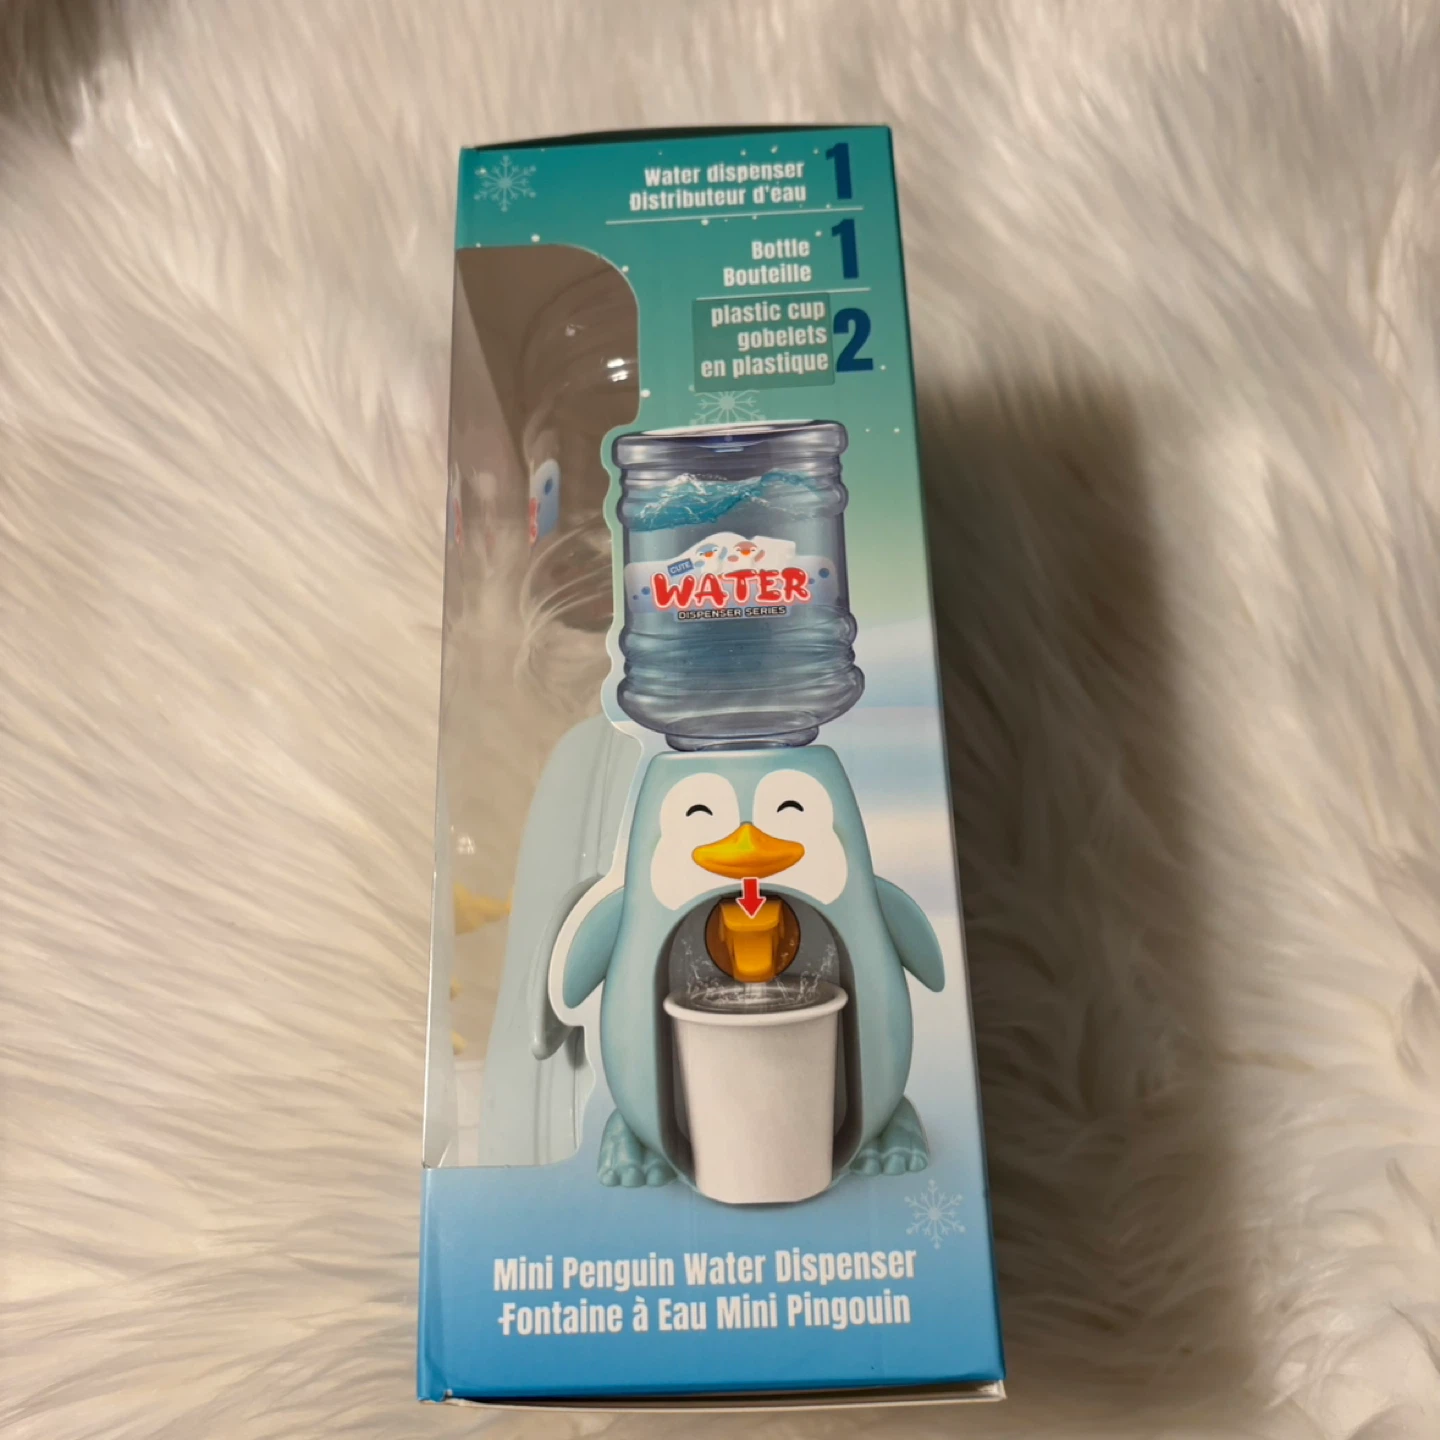 Water dispenser 1
Distributeur d'eau
Bottle 1
Bouteille
plastic cup 2
gobelets
en plastique
CUTE
WATER
DISPENSER SERIES
Mini Penguin Water Dispenser
Fontaine à Eau Mini Pingouin